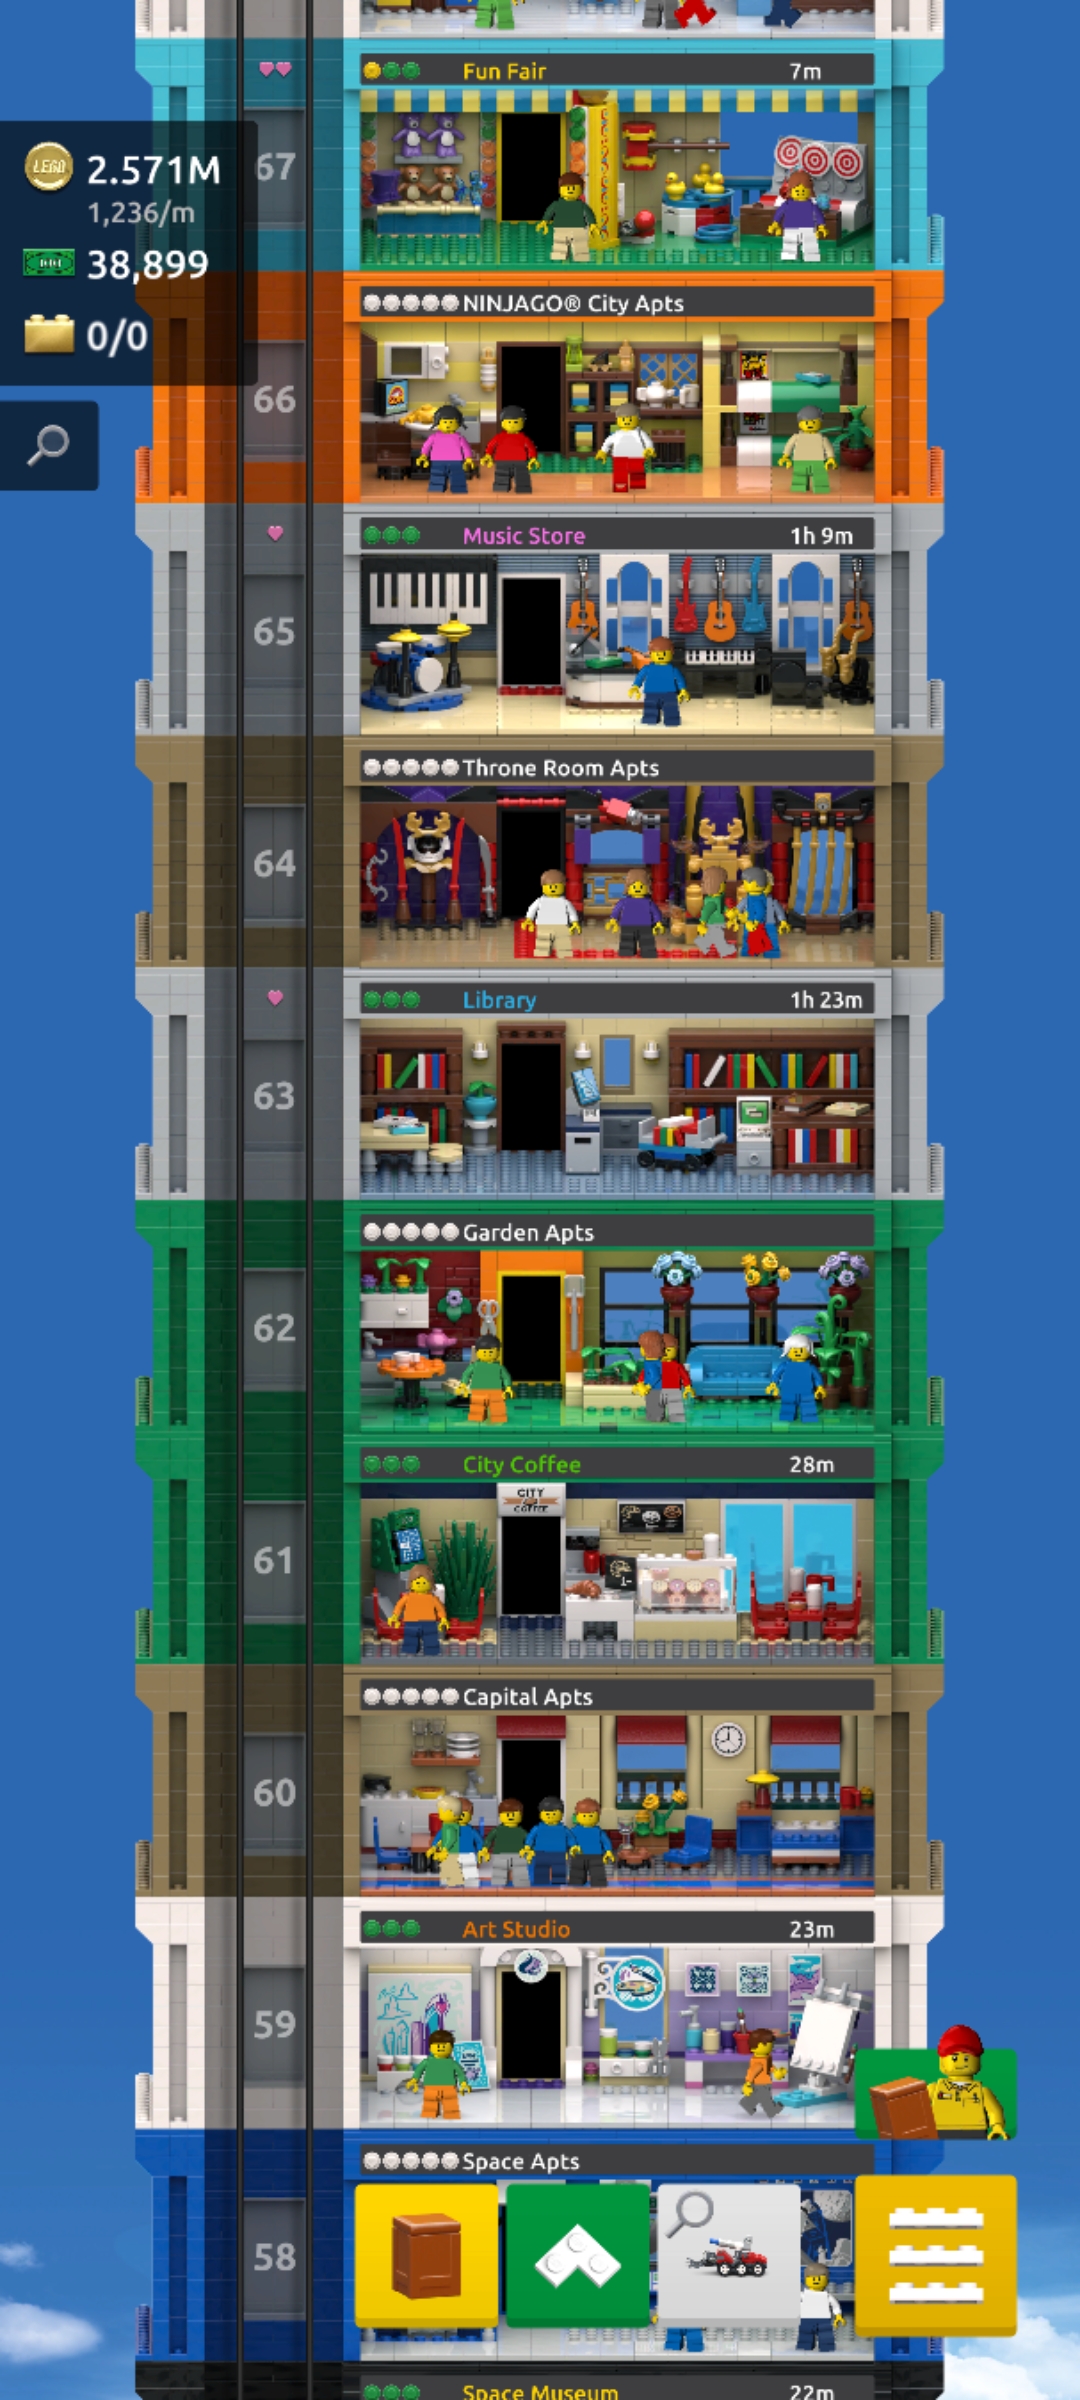 Fun Fair 7m
67
LEGO 2.571M
1,236/m
38,899
0/0
NINJAGO® City Apts
66
Music Store 1h 9m
65
Throne Room Apts
64
Library 1h 23m
63
Garden Apts
62
City Coffee 28m
CITY
COFFEE
61
Capital Apts
60
Art Studio 23m
59
Space Apts
58
Space Museum 22m